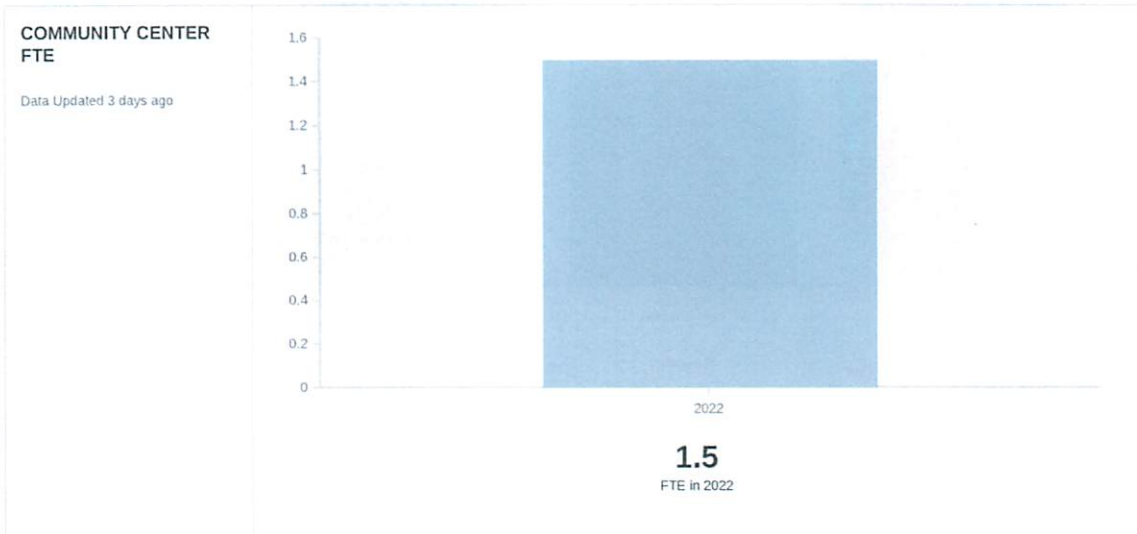 COMMUNITY CENTER
FTE
Data Updated 3 days ago
1.6
1.4
1.2
1
0.8
0.6
0.4
0.2
0
2022
1.5
FTE in 2022